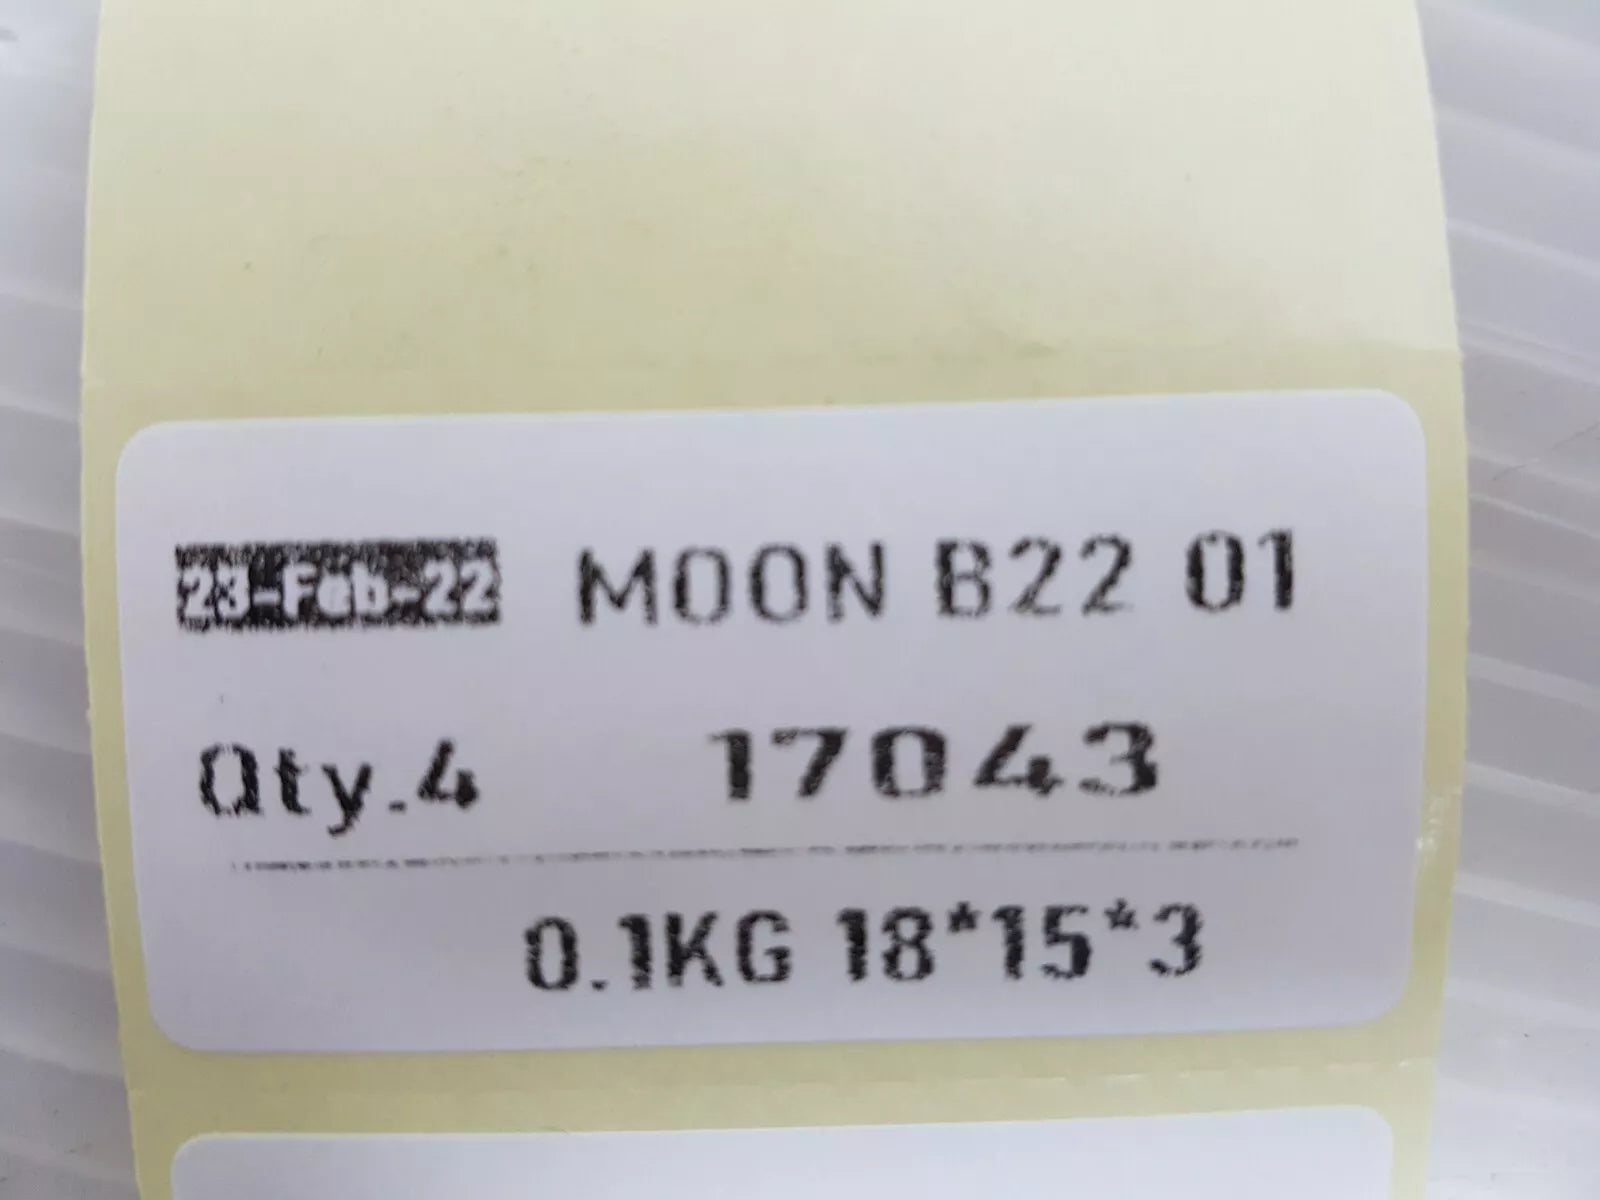 23-Feb-22 MOON B22 01
Qty.4 17043
0.1KG 18*15*3